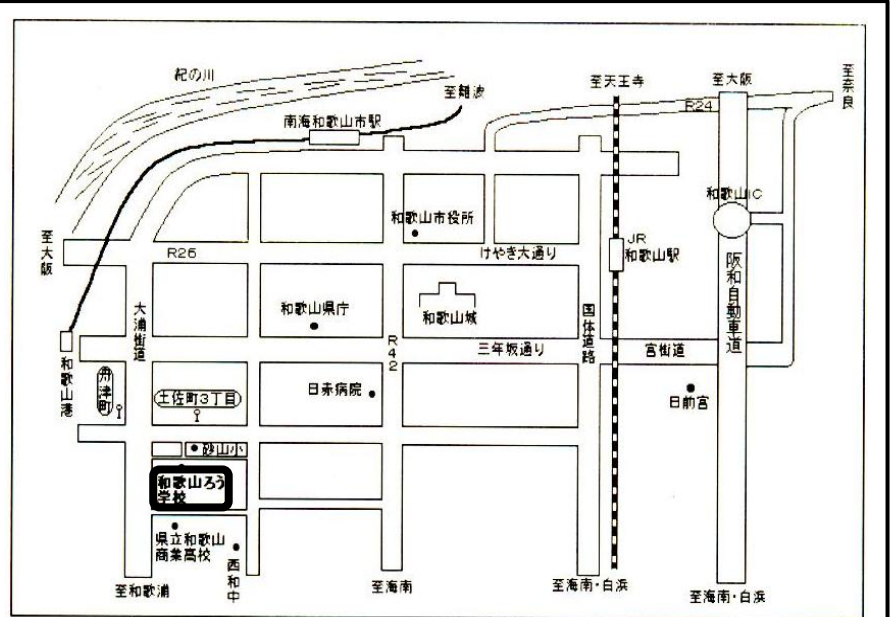 紀の川
至難波
至天王寺
至大阪
至奈良
R24
南海和歌山市駅
和歌山IC
和歌山市役所
至大阪
R26
けやき大通り
JR
和歌山駅
阪和自動車道
大浦街道
和歌山県庁
和歌山城
国体道路
R42
三年坂通り
宮街道
和歌山港
舟津町
土佐町3丁目
日赤病院
日前宮
砂山小
和歌山ろう
学校
県立和歌山
商業高校
西和中
至和歌浦
至海南
至海南・白浜
至海南・白浜